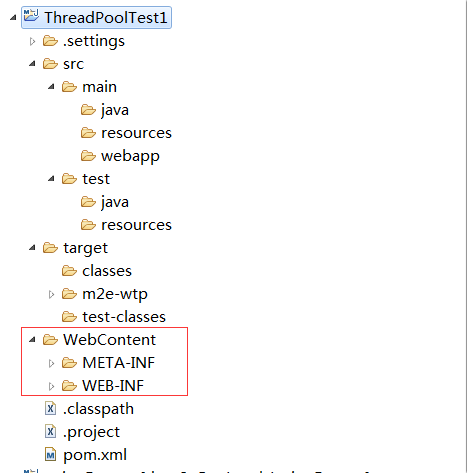 ThreadPoolTest1
.settings
src
main
java
resources
webapp
test
java
resources
target
classes
m2e-wtp
test-classes
WebContent
META-INF
WEB-INF
.classpath
.project
pom.xml